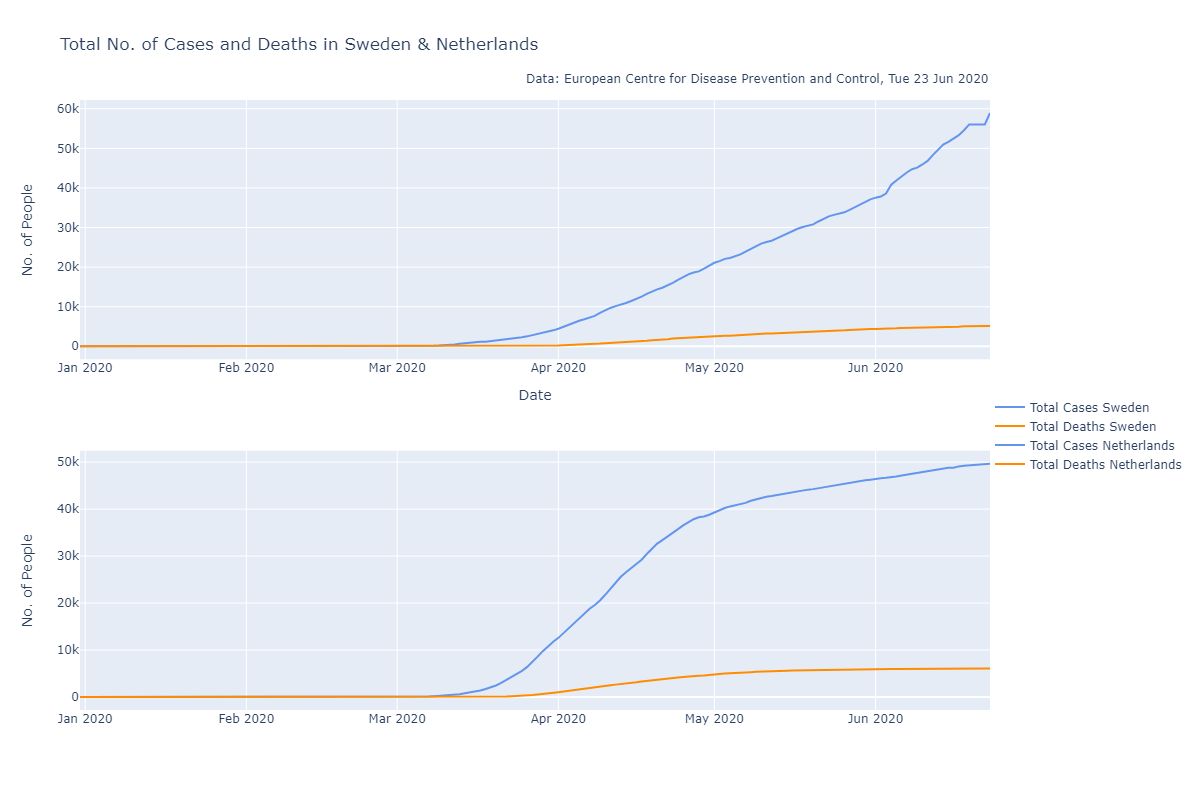 Total No. of Cases and Deaths in Sweden & Netherlands
Data: European Centre for Disease Prevention and Control, Tue 23 Jun 2020
60k
50k
40k
30k
20k
10k
0
No. of People
Jan 2020 Feb 2020 Mar 2020 Apr 2020 May 2020 Jun 2020
Date
Total Cases Sweden
Total Deaths Sweden
Total Cases Netherlands
Total Deaths Netherlands
50k
40k
30k
20k
10k
0
No. of People
Jan 2020 Feb 2020 Mar 2020 Apr 2020 May 2020 Jun 2020